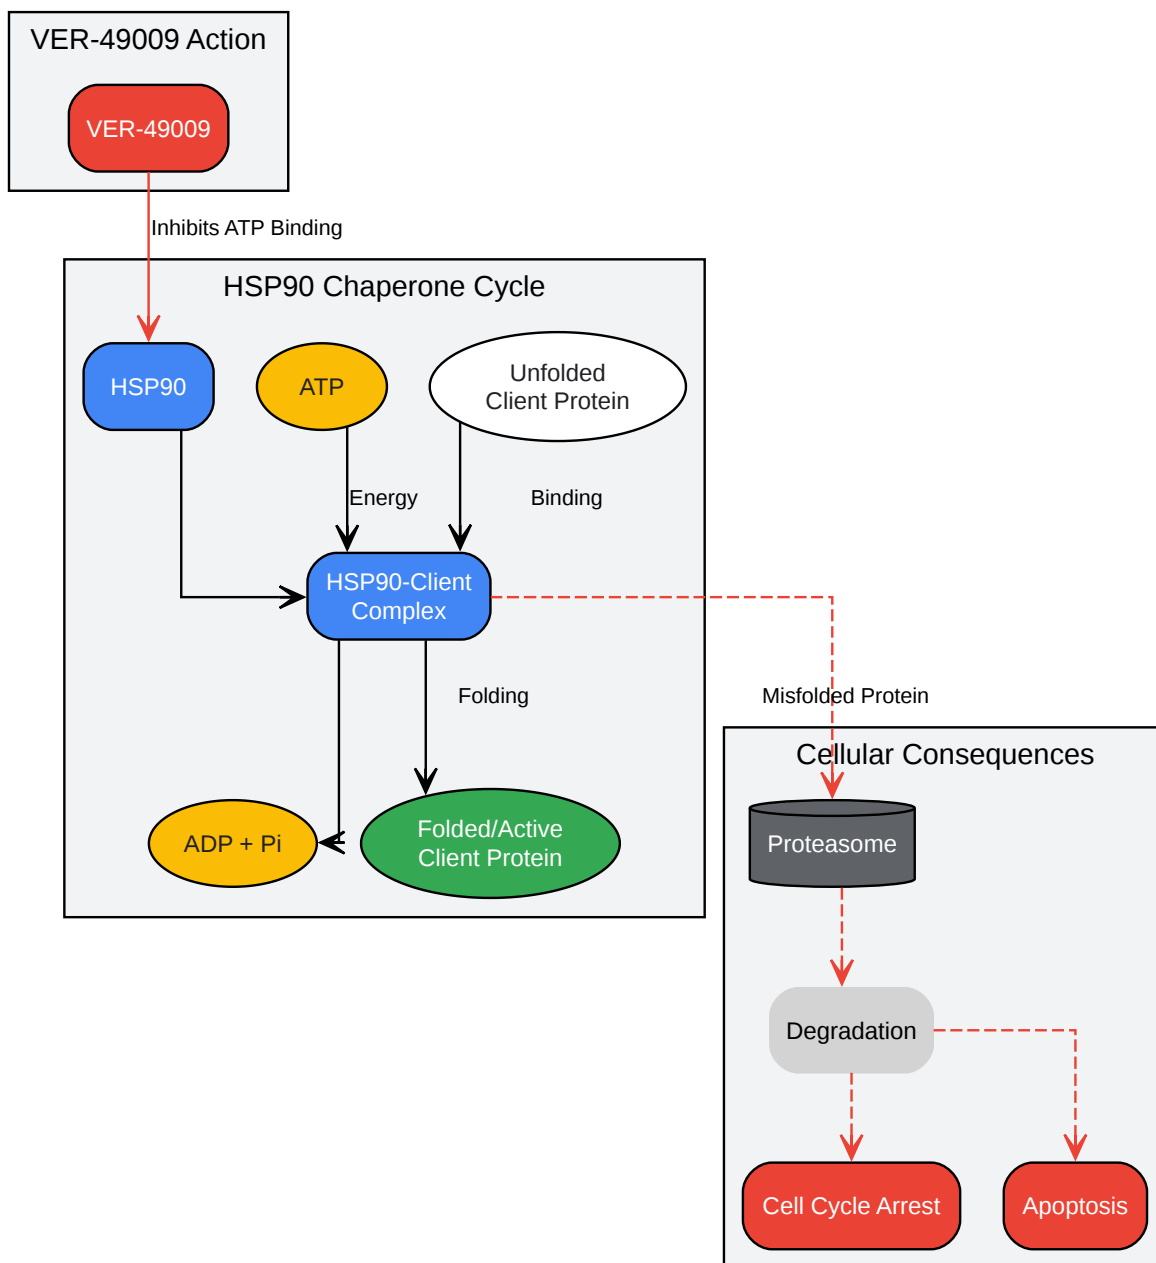 VER-49009 Action
VER-49009
Inhibits ATP Binding
HSP90 Chaperone Cycle
HSP90
ATP
Unfolded
Client Protein
Energy
Binding
HSP90-Client
Complex
Folding
Misfolded Protein
Cellular Consequences
ADP + Pi
Folded/Active
Client Protein
Proteasome
Degradation
Cell Cycle Arrest
Apoptosis